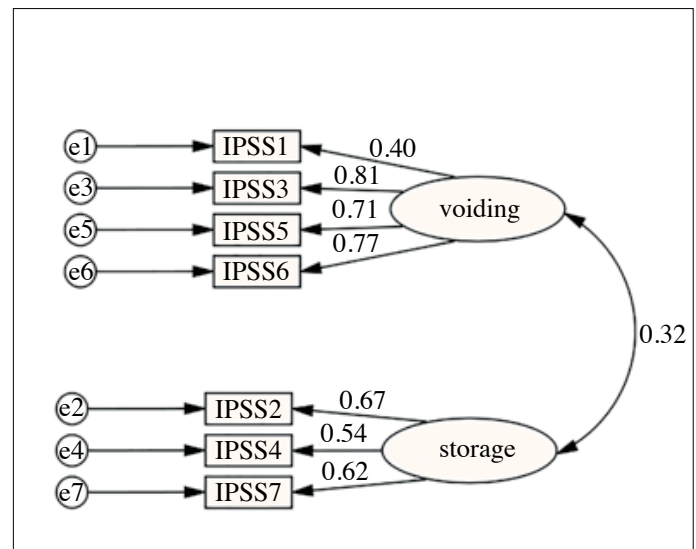 e1 IPSS1 0.40
e3 IPSS3 0.81
e5 IPSS5 0.71
e6 IPSS6 0.77
voiding
0.32
e2 IPSS2 0.67
e4 IPSS4 0.54
e7 IPSS7 0.62
storage